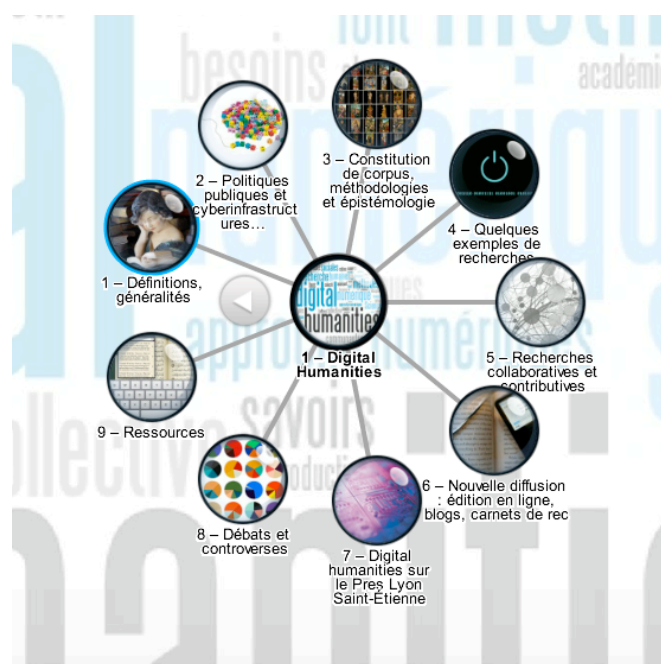 besoins
académi
numérique
approches numériques
savoirs
collective
2 – Politiques
publiques et
cyberinfrastruct
ures…
3 – Constitution
de corpus,
méthodologies
et épistémologie
4 – Quelques
exemples de
recherches
1 – Définitions,
généralités
digital
humanities
1 – Digital
Humanities
5 – Recherches
collaboratives et
contributives
9 – Ressources
6 – Nouvelle diffusion
: édition en ligne,
blogs, carnets de rec
8 – Débats et
controverses
7 – Digital
humanities sur
le Pres Lyon
Saint-Étienne